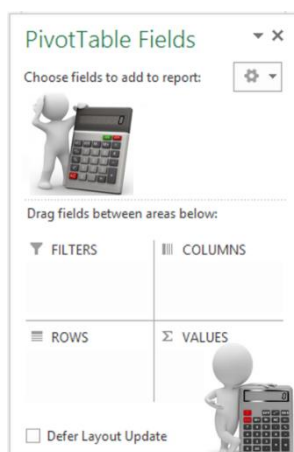 PivotTable Fields
Choose fields to add to report:
Drag fields between areas below:
FILTERS
COLUMNS
ROWS
Σ VALUES
Defer Layout Update